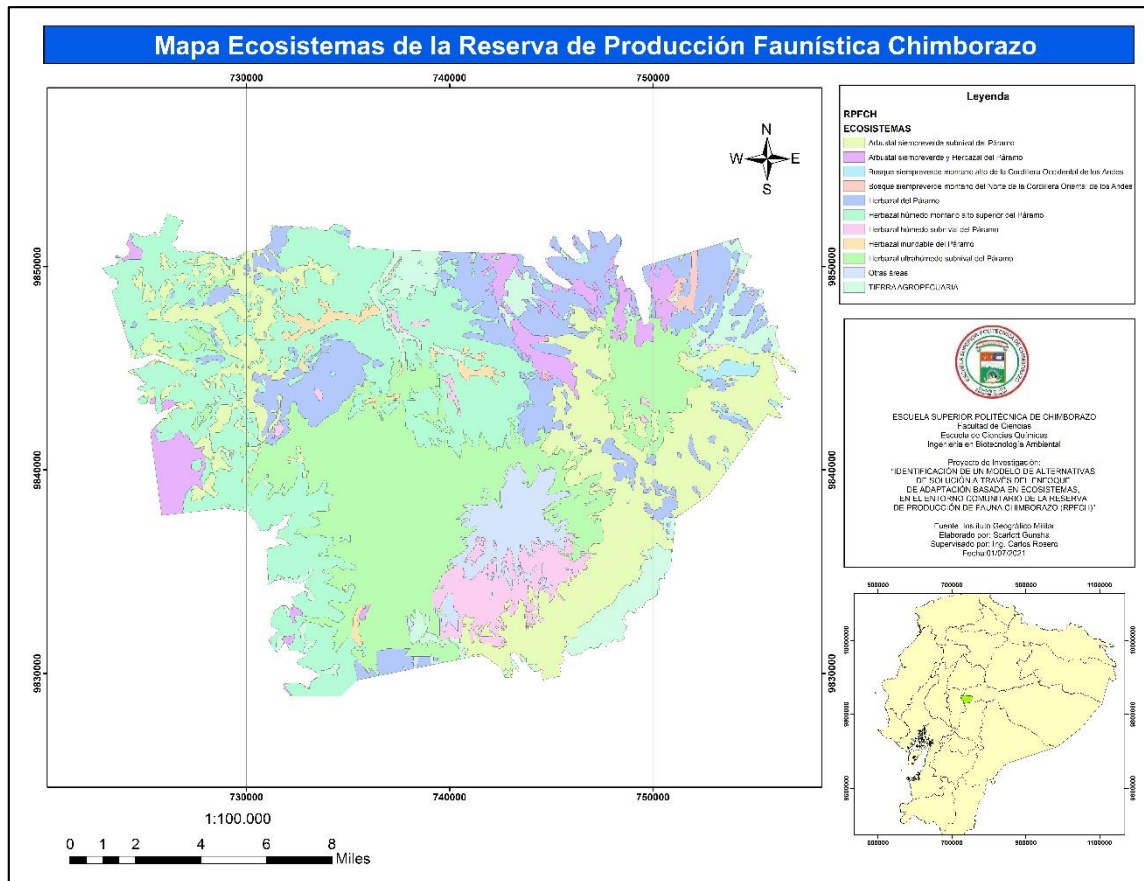 Mapa Ecosistemas de la Reserva de Producción Faunística Chimborazo
730000 740000 750000
9850000 9850000
9840000 9840000
9830000 9830000
730000 740000 750000
N
W E
S
1:100.000
0 1 2 4 6 8
Miles
Leyenda
RPFCH
ECOSISTEMAS
Arbustal siempreverde subnival del Páramo
Arbustal siempreverde y Herbazal del Páramo
Bosque siempreverde montano alto de la Cordillera Occidental de los Andes
Bosque siempreverde montano del Norte de la Cordillera Oriental de los Andes
Herbazal del Páramo
Herbazal húmedo montano alto superior del Páramo
Herbazal húmedo subnival del Páramo
Herbazal inundable del Páramo
Herbazal ultrahúmedo subnival del Páramo
Otras áreas
TIERRA AGROPECUARIA
ESCUELA SUPERIOR POLITÉCNICA DE CHIMBORAZO
Facultad de Ciencias
Escuela de Ciencias Químicas
Ingeniería en Biotecnología Ambiental
Proyecto de Investigación:
"IDENTIFICACIÓN DE UN MODELO DE ALTERNATIVAS
DE SOLUCIÓN A TRAVÉS DEL ENFOQUE
DE ADAPTACIÓN BASADA EN ECOSISTEMAS,
EN EL ENTORNO COMUNITARIO DE LA RESERVA
DE PRODUCCIÓN DE FAUNA CHIMBORAZO (RPFCH)"
Fuente: Instituto Geográfico Militar
Elaborado por: Scarlett Gunsha
Supervisado por: Ing. Carlos Rosero
Fecha:01/07/2021
500000 700000 900000 1100000
10000000 10000000
9800000 9800000
9600000 9600000
500000 700000 900000 1100000